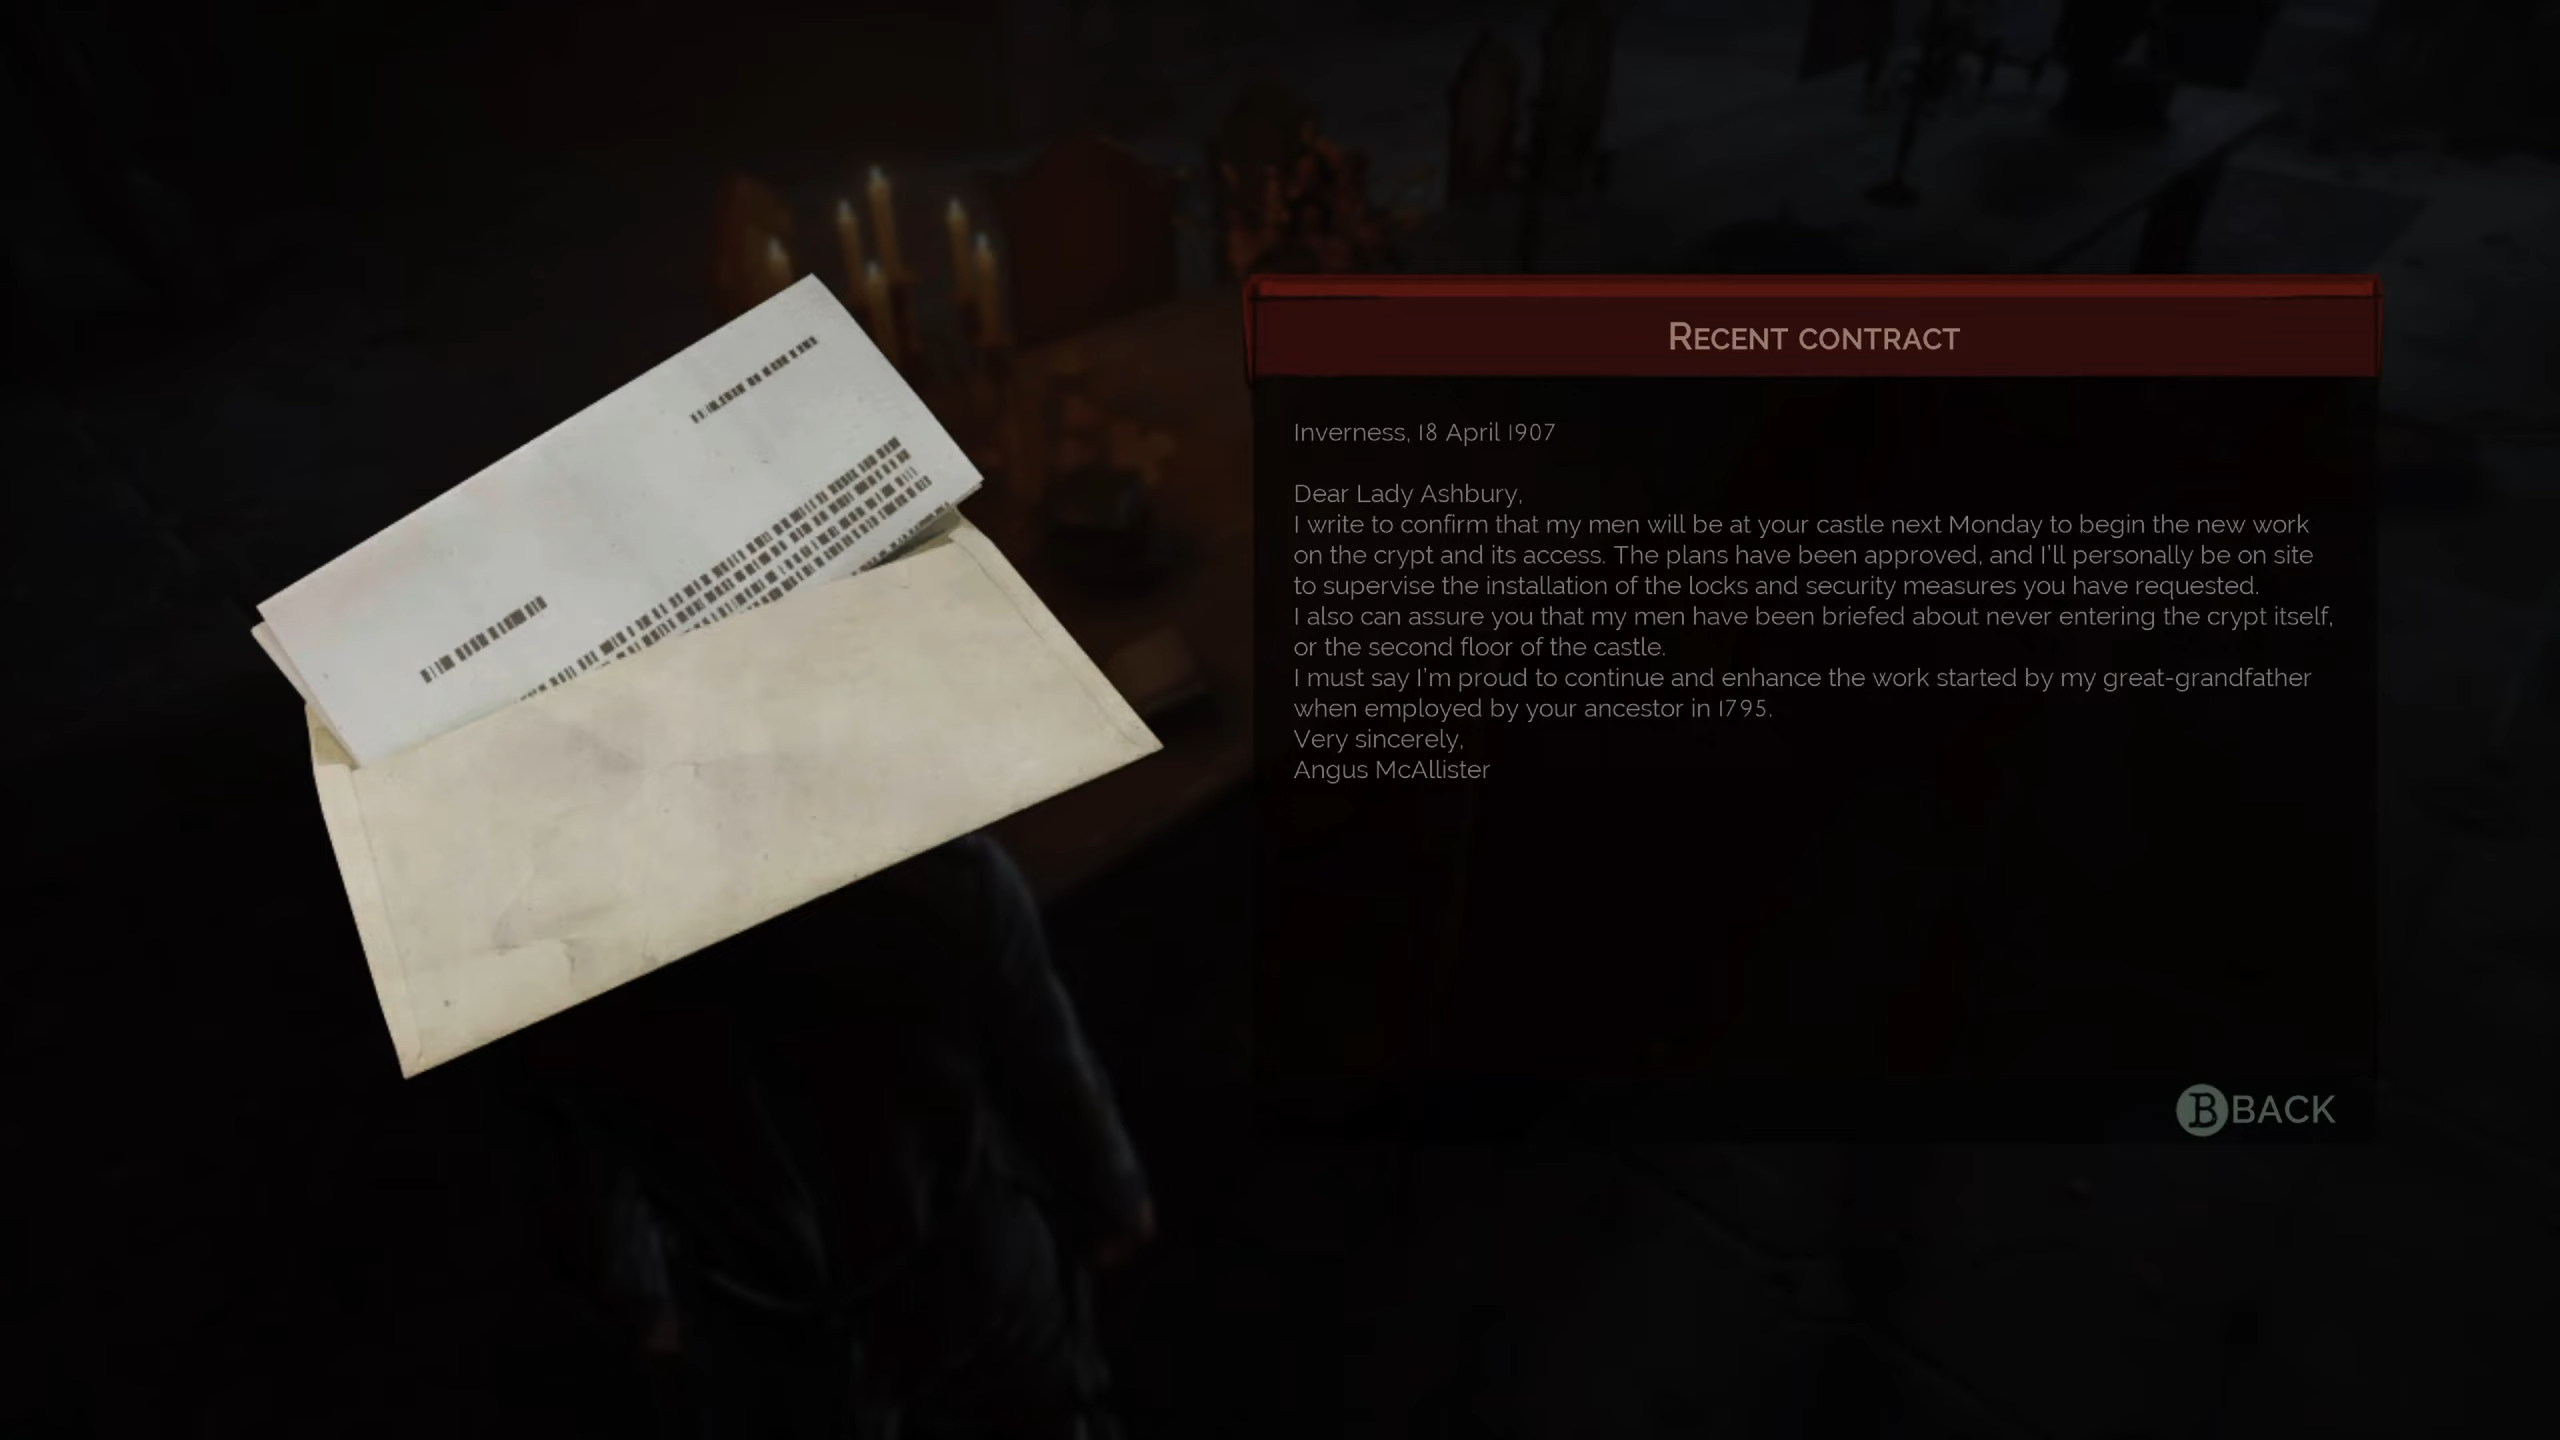 Recent contract
Inverness, 18 April 1907
Dear Lady Ashbury,
I write to confirm that my men will be at your castle next Monday to begin the new work
on the crypt and its access. The plans have been approved, and I'll personally be on site
to supervise the installation of the locks and security measures you have requested.
I also can assure you that my men have been briefed about never entering the crypt itself,
or the second floor of the castle.
I must say I'm proud to continue and enhance the work started by my great-grandfather
when employed by your ancestor in 1795.
Very sincerely,
Angus McAllister
B BACK